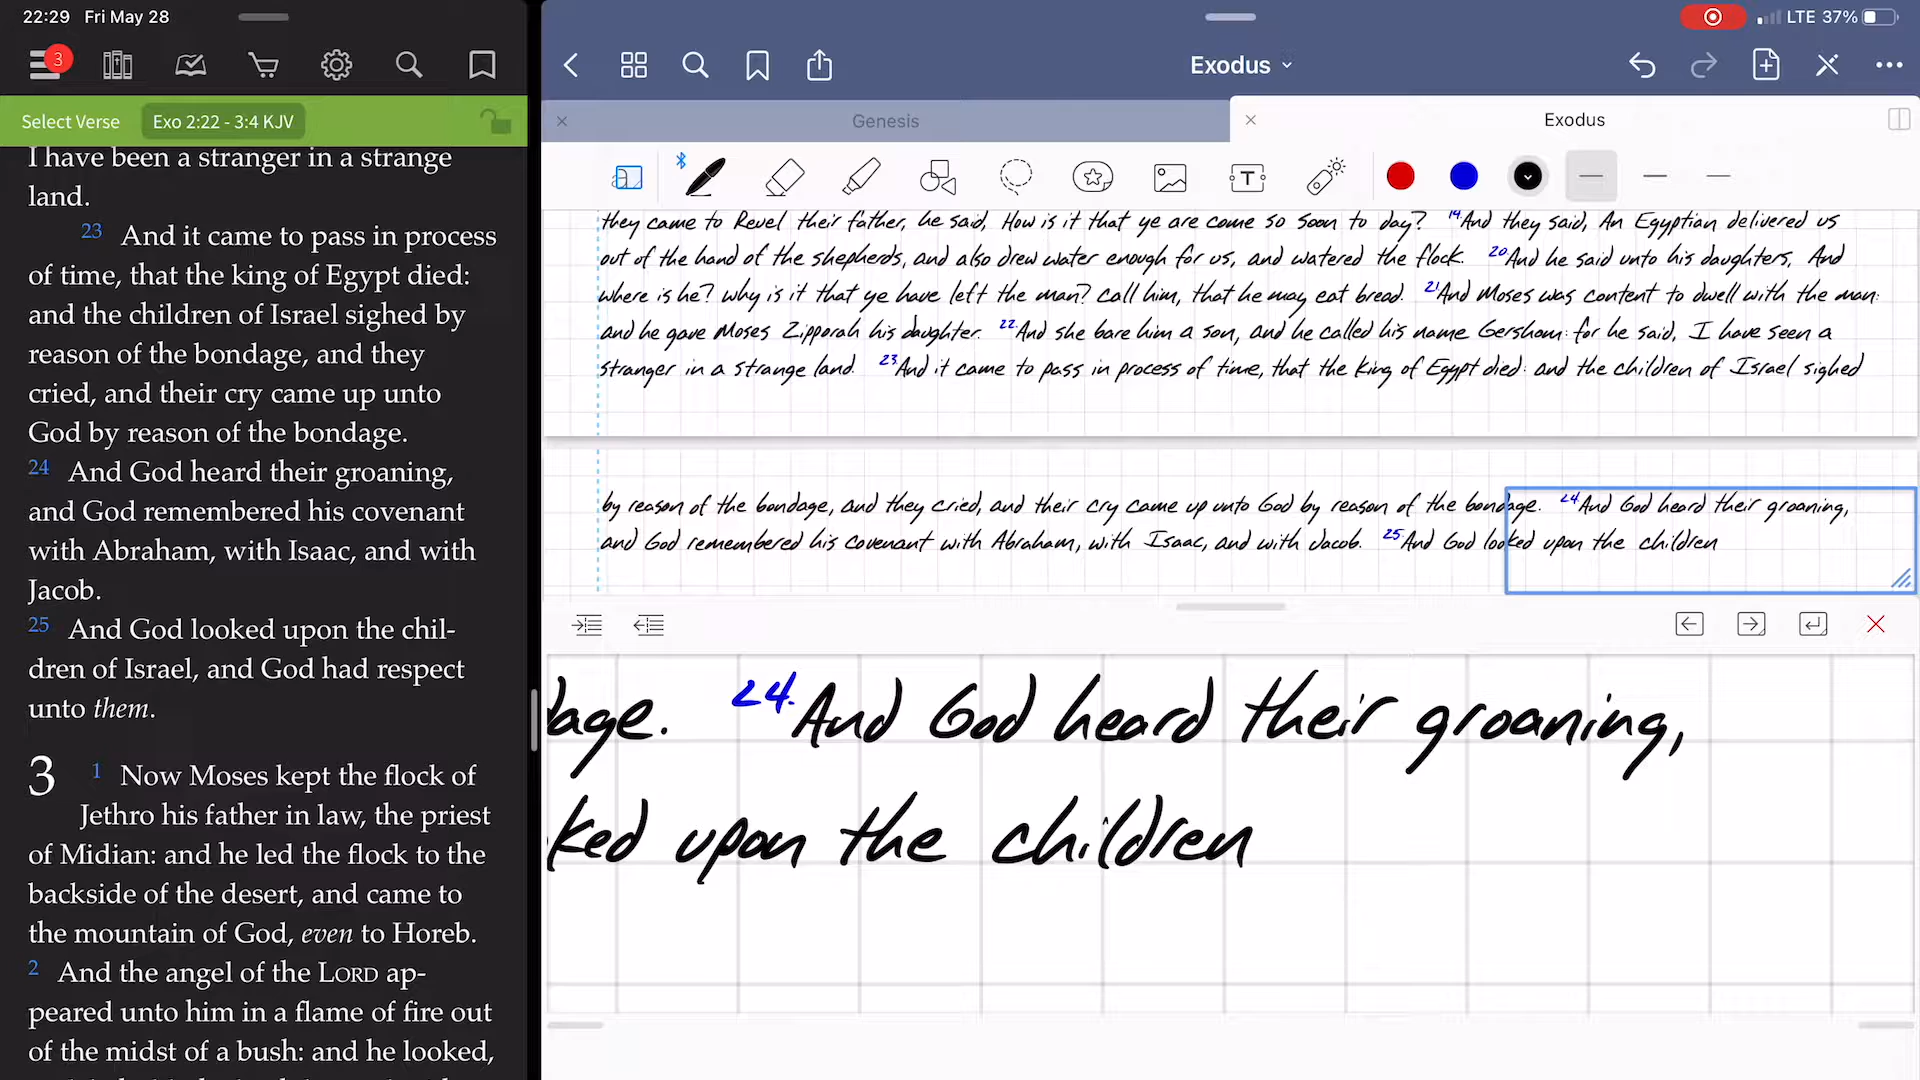 22:29 Fri May 28
3
Select Verse Exo 2:22 - 3:4 KJV
I have been a stranger in a strange
land.
23 And it came to pass in process
of time, that the king of Egypt died:
and the children of Israel sighed by
reason of the bondage, and they
cried, and their cry came up unto
God by reason of the bondage.
24 And God heard their groaning,
and God remembered his covenant
with Abraham, with Isaac, and with
Jacob.
25 And God looked upon the chil-
dren of Israel, and God had respect
unto them.
3 1 Now Moses kept the flock of
Jethro his father in law, the priest
of Midian: and he led the flock to the
backside of the desert, and came to
the mountain of God, even to Horeb.
2 And the angel of the LORD ap-
peared unto him in a flame of fire out
of the midst of a bush: and he looked,
LTE 37%
Exodus
Genesis
Exodus
they came to Revel their father, he said, How is it that ye are come so soon to day? 19 And they said, An Egyptian delivered us
out of the hand of the shepherds, and also drew water enough for us, and watered the flock. 20 And he said unto his daughters, And
where is he? why is it that ye have left the man? call him, that he may eat bread. 21 And Moses was content to dwell with the man:
and he gave Moses Zipporah his daughter. 22. And she bare him a son, and he called his name Gershom: for he said, I have seen a
stranger in a strange land. 23 And it came to pass in process of time, that the king of Egypt died: and the children of Israel sighed
by reason of the bondage, and they cried, and their cry came up unto God by reason of the bondage. 24. And God heard their groaning,
and God remembered his covenant with Abraham, with Isaac, and with Jacob. 25. And God looked upon the children
dage. 24. And God heard their groaning,
ked upon the children